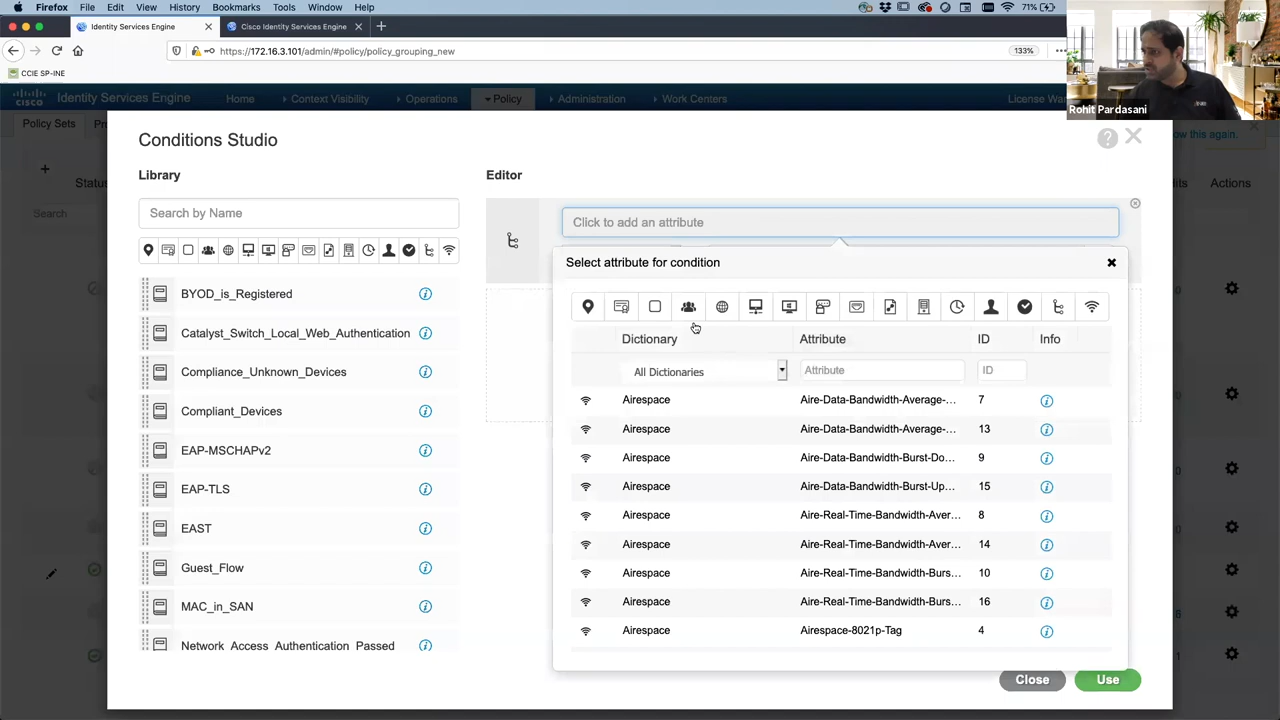 Firefox File Edit View History Bookmarks Tools Window Help 71%
Identity Services Engine
Cisco Identity Services Engine
https://172.16.3.101/admin/#policy/policy_grouping_new 133%
CCIE SP-INE
Rohit Pardasani
cisco Identity Services Engine Home Context Visibility Operations Policy Administration Work Centers License War
Policy Sets Pr ow this again.
Status its Actions
Search
Conditions Studio
Library
Search by Name
BYOD_is_Registered
Catalyst_Switch_Local_Web_Authentication
Compliance_Unknown_Devices
Compliant_Devices
EAP-MSCHAPv2
EAP-TLS
EAST
Guest_Flow
MAC_in_SAN
Network_Access_Authentication_Passed
Editor
Click to add an attribute
Select attribute for condition
Dictionary Attribute ID Info
All Dictionaries Attribute ID
Airespace Aire-Data-Bandwidth-Average-... 7
Airespace Aire-Data-Bandwidth-Average-... 13
Airespace Aire-Data-Bandwidth-Burst-Do... 9
Airespace Aire-Data-Bandwidth-Burst-Up... 15
Airespace Aire-Real-Time-Bandwidth-Aver... 8
Airespace Aire-Real-Time-Bandwidth-Aver... 14
Airespace Aire-Real-Time-Bandwidth-Burs... 10
Airespace Aire-Real-Time-Bandwidth-Burs... 16
Airespace Airespace-8021p-Tag 4
Close Use